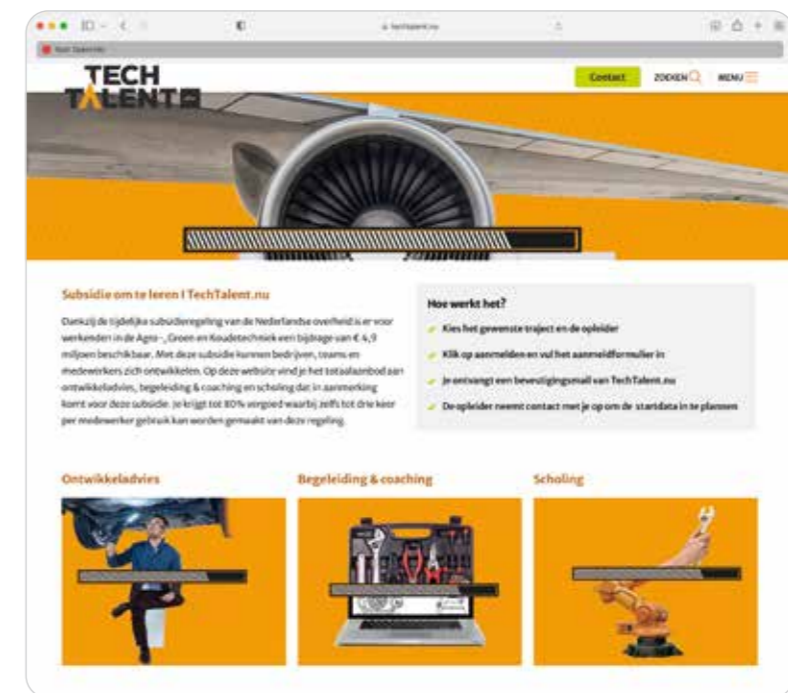 techtalent.nu
TECH
TALENT
Contact
ZOEKEN
MENU
Subsidie om te leren I TechTalent.nu
Dankzij de tijdelijke subsidieregeling van de Nederlandse overheid is er voor
werkenden in de Agro-, Groen en Koudetechniek een bijdrage van € 4,9
miljoen beschikbaar. Met deze subsidie kunnen bedrijven, teams en
medewerkers zich ontwikkelen. Op deze website vind je het totaalaanbod aan
ontwikkeladvies, begeleiding & coaching en scholing dat in aanmerking
komt voor deze subsidie. Je krijgt tot 80% vergoed waarbij zelfs tot drie keer
per medewerker gebruik kan worden gemaakt van deze regeling.
Hoe werkt het?
Kies het gewenste traject en de opleider
Klik op aanmelden en vul het aanmeldformulier in
Je ontvangt een bevestigingsmail van TechTalent.nu
De opleider neemt contact met je op om de startdata in te plannen
Ontwikkeladvies
Begeleiding & coaching
Scholing